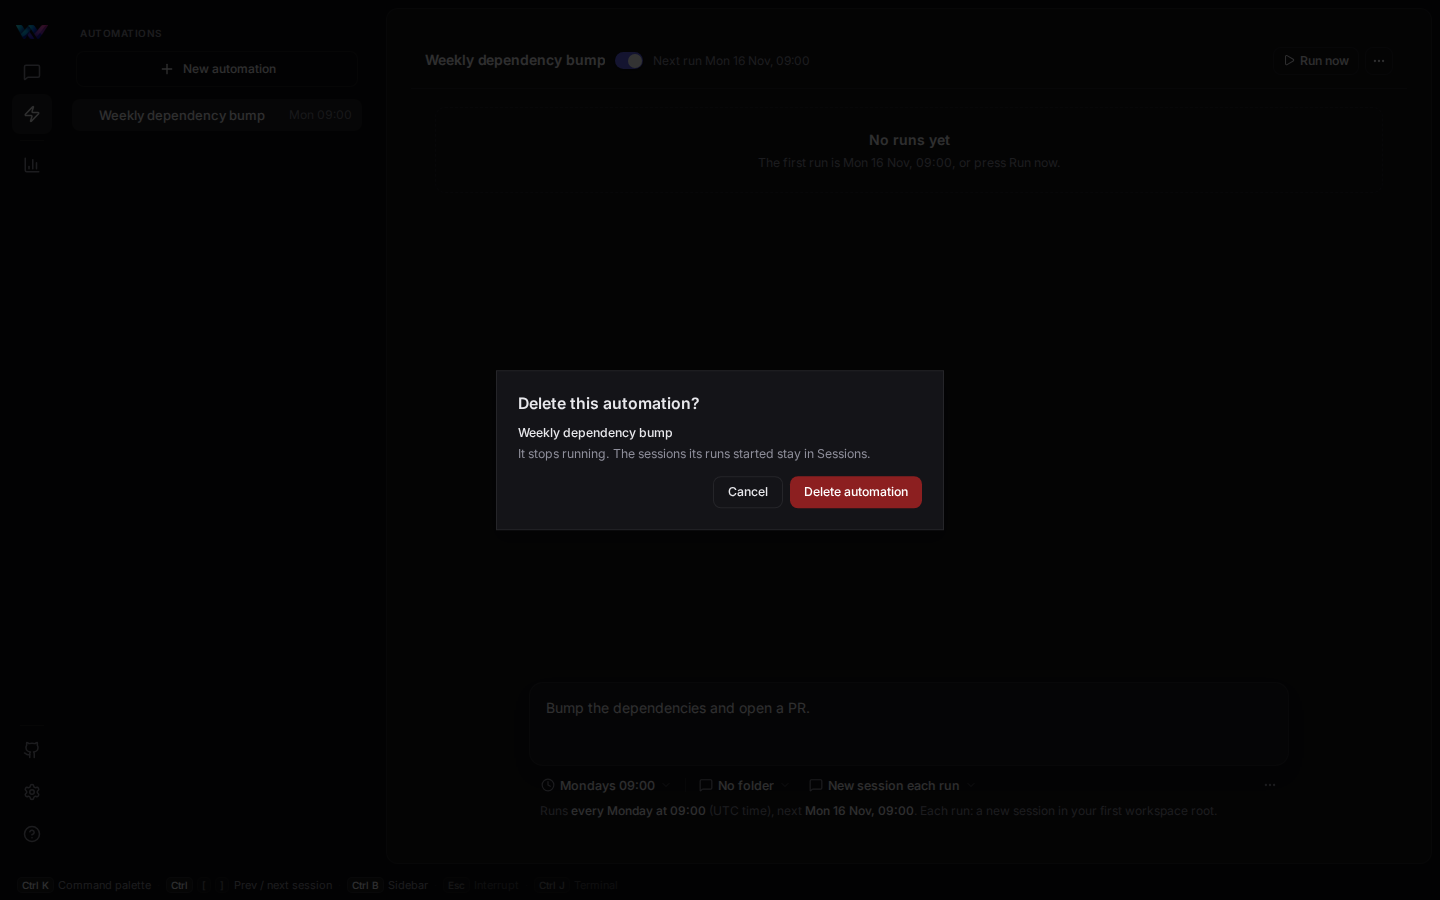 AUTOMATIONS
New automation
Weekly dependency bump Mon 09:00
Weekly dependency bump Next run Mon 16 Nov, 09:00 Run now
No runs yet
The first run is Mon 16 Nov, 09:00, or press Run now.
Delete this automation?
Weekly dependency bump
It stops running. The sessions its runs started stay in Sessions.
Cancel Delete automation
Bump the dependencies and open a PR.
Mondays 09:00 No folder New session each run
Runs every Monday at 09:00 (UTC time), next Mon 16 Nov, 09:00. Each run: a new session in your first workspace root.
Ctrl K Command palette Ctrl [ ] Prev / next session Ctrl B Sidebar Esc Interrupt Ctrl J Terminal